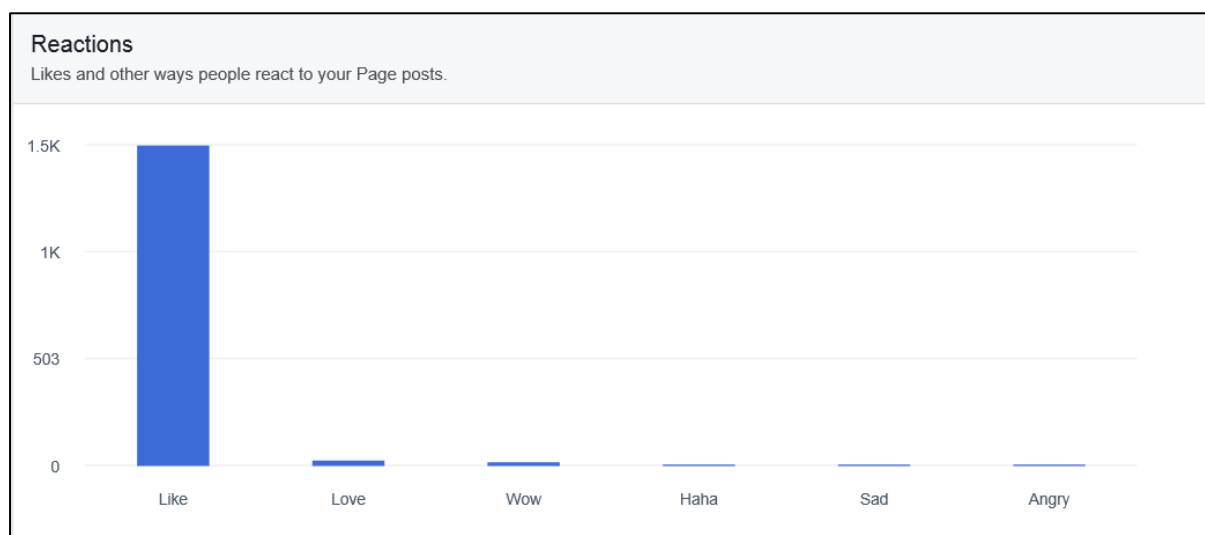 Reactions
Likes and other ways people react to your Page posts.
1.5K
1K
503
0
Like Love Wow Haha Sad Angry